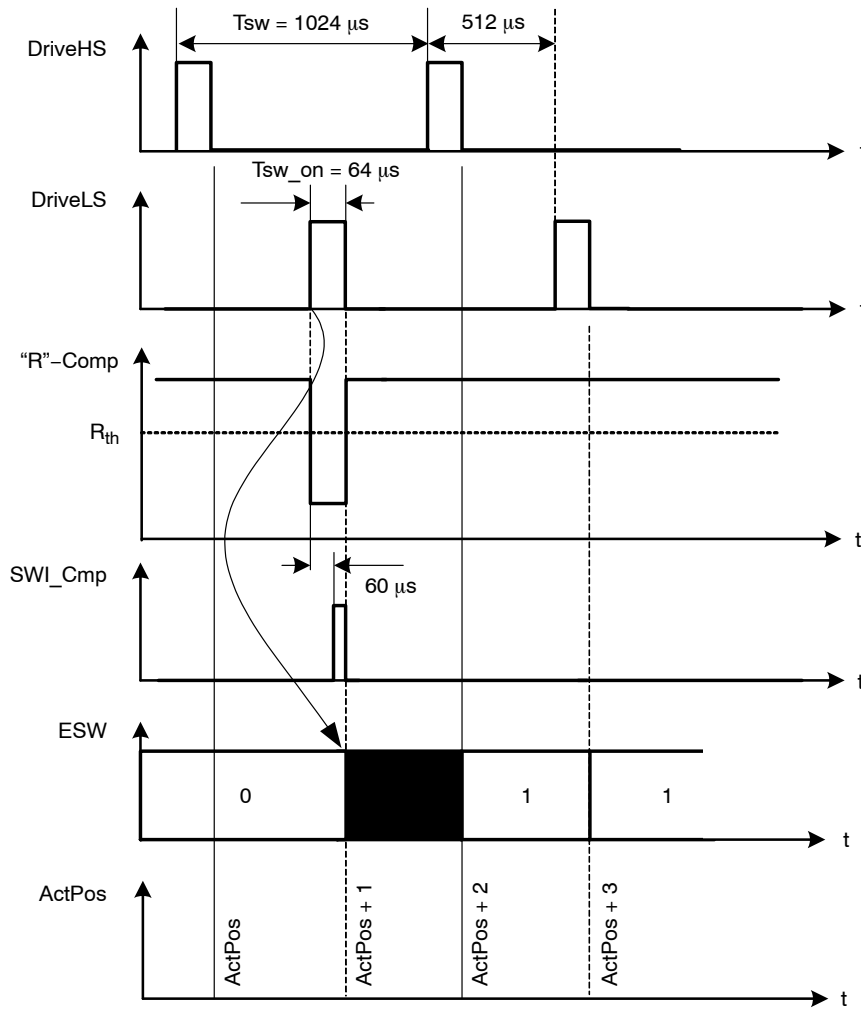 Tsw = 1024 μs
512 μs
DriveHS
t
Tsw_on = 64 μs
DriveLS
t
“R”−Comp
Rth
t
SWI_Cmp
60 μs
t
ESW
0
1
1
t
ActPos
ActPos
ActPos + 1
ActPos + 2
ActPos + 3
t